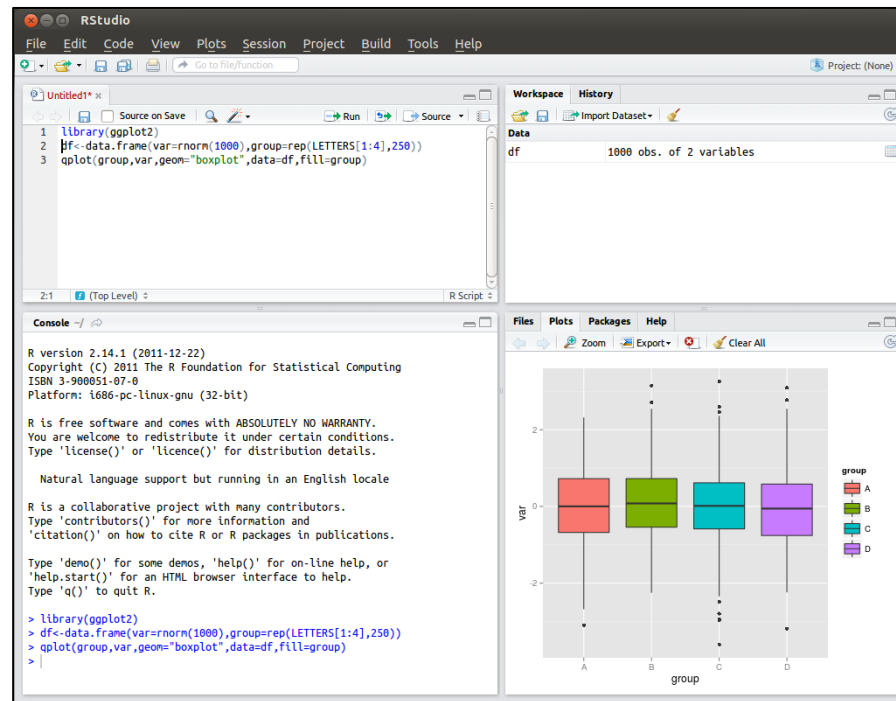 RStudio
File Edit Code View Plots Session Project Build Tools Help
Go to file/function
Project: (None)
Untitled1*
Source on Save
Run
Source
1 library(ggplot2)
2 df<-data.frame(var=rnorm(1000),group=rep(LETTERS[1:4],250))
3 qplot(group,var,geom="boxplot",data=df,fill=group)
2:1 (Top Level) R Script
Workspace History
Import Dataset
Data
df 1000 obs. of 2 variables
Console ~/
R version 2.14.1 (2011-12-22)
Copyright (C) 2011 The R Foundation for Statistical Computing
ISBN 3-900051-07-0
Platform: i686-pc-linux-gnu (32-bit)
R is free software and comes with ABSOLUTELY NO WARRANTY.
You are welcome to redistribute it under certain conditions.
Type 'license()' or 'licence()' for distribution details.
Natural language support but running in an English locale
R is a collaborative project with many contributors.
Type 'contributors()' for more information and
'citation()' on how to cite R or R packages in publications.
Type 'demo()' for some demos, 'help()' for on-line help, or
'help.start()' for an HTML browser interface to help.
Type 'q()' to quit R.
> library(ggplot2)
> df<-data.frame(var=rnorm(1000),group=rep(LETTERS[1:4],250))
> qplot(group,var,geom="boxplot",data=df,fill=group)
>
Files Plots Packages Help
Zoom Export Clear All
var
2
0
-2
A B C D
group
group
A
B
C
D